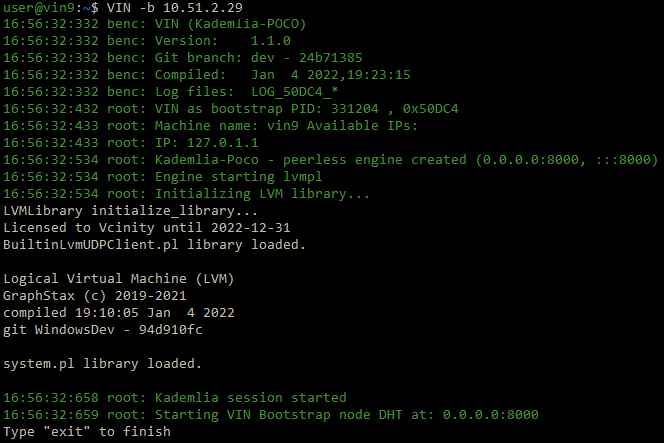 user@vin9:~$ VIN -b 10.51.2.29
16:56:32:332 benc: VIN (Kademlia-POCO)
16:56:32:332 benc: Version:    1.1.0
16:56:32:332 benc: Git branch: dev - 24b71385
16:56:32:332 benc: Compiled:   Jan  4 2022,19:23:15
16:56:32:332 benc: Log files:  LOG_50DC4_*
16:56:32:432 root: VIN as bootstrap PID: 331204 , 0x50DC4
16:56:32:433 root: Machine name: vin9 Available IPs:
16:56:32:433 root: IP: 127.0.1.1
16:56:32:534 root: Kademlia-Poco - peerless engine created (0.0.0.0:8000, :::8000)
16:56:32:534 root: Engine starting lvmpl
16:56:32:534 root: Initializing LVM library...
LVMLibrary initialize_library...
Licensed to Vcinity until 2022-12-31
BuiltinLvmUDPClient.pl library loaded.

Logical Virtual Machine (LVM)
GraphStax (c) 2019-2021
compiled 19:10:05 Jan  4 2022
git WindowsDev - 94d910fc

system.pl library loaded.

16:56:32:658 root: Kademlia session started
16:56:32:659 root: Starting VIN Bootstrap node DHT at: 0.0.0.0:8000
Type "exit" to finish